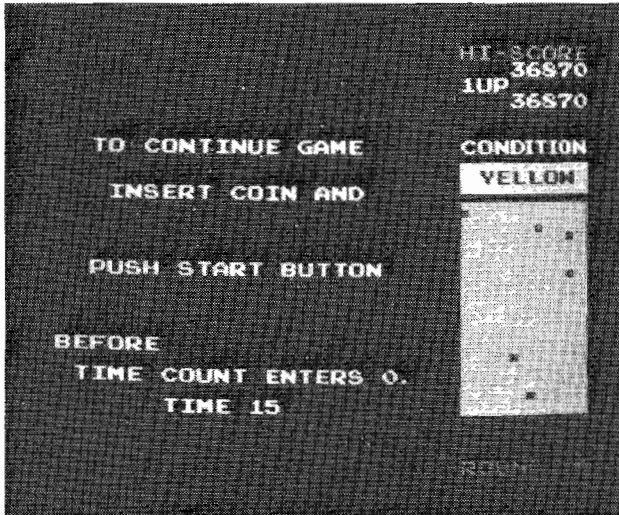 HI-SCORE
36870
1UP
36870
TO CONTINUE GAME
CONDITION
INSERT COIN AND
YELLOW
PUSH START BUTTON
BEFORE
TIME COUNT ENTERS 0.
TIME 15